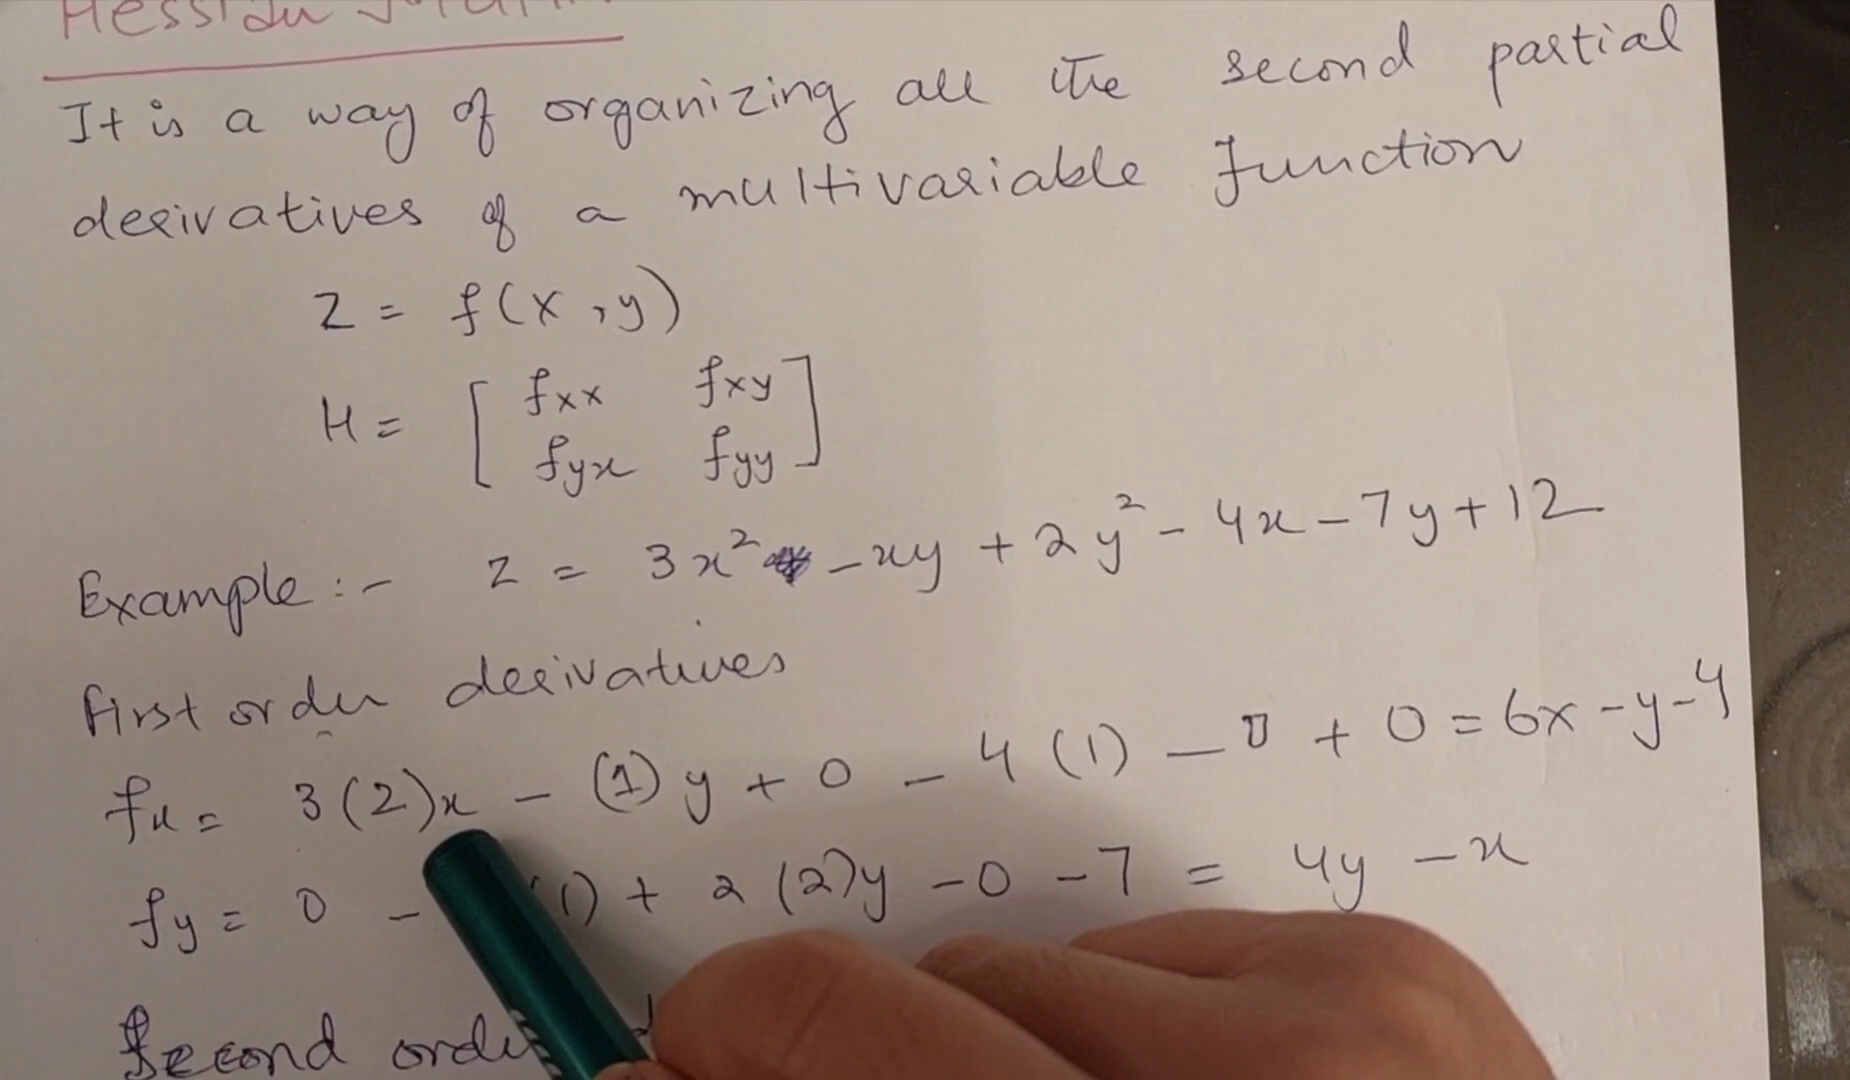 Hessian
It is a way of organizing all the second partial
derivatives of a multivariable function
Z = f(x,y)
H = [ fxx fxy
fyx fyy ]
Example :- z = 3x² - xy + 2y² - 4x - 7y + 12
first order derivatives
fx = 3(2)x - (1)y + 0 - 4(1) - 0 + 0 = 6x - y - 4
fy = 0 - (1) + 2(2)y - 0 - 7 = 4y - x
Second order